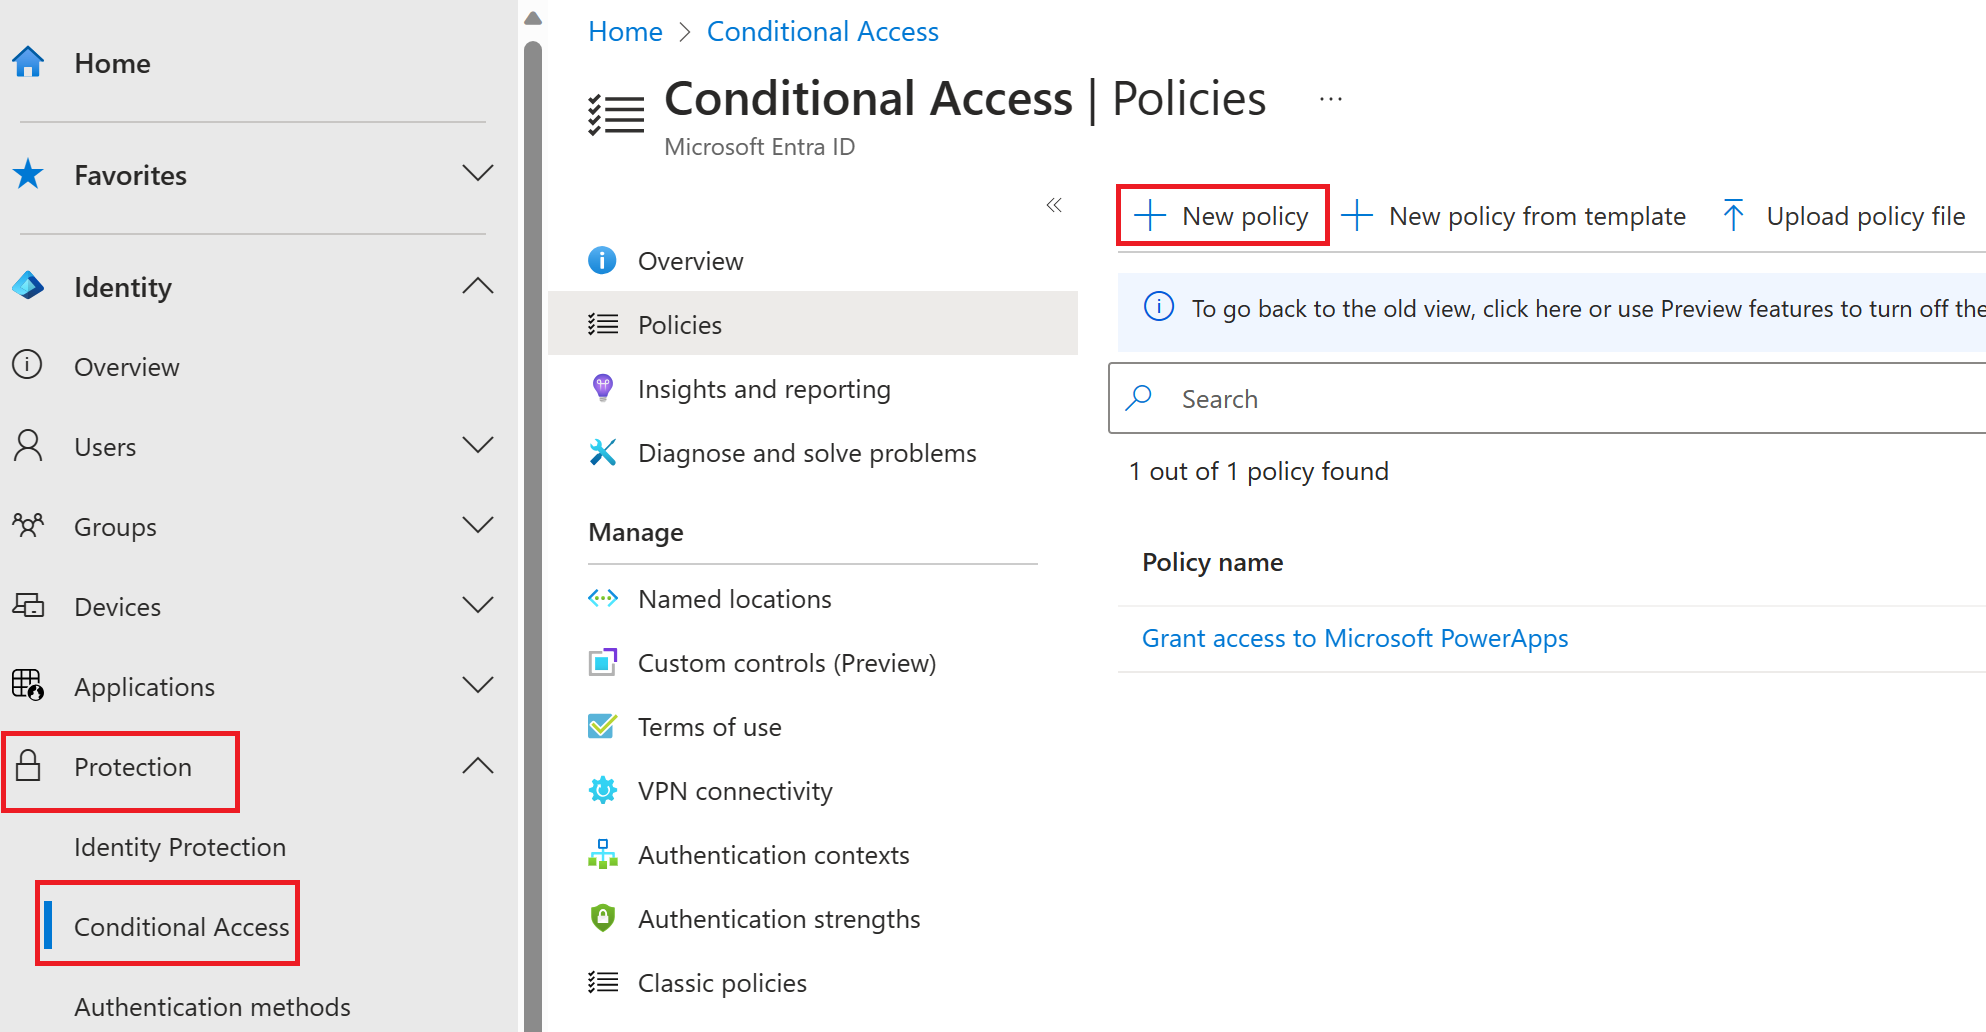 Home
Favorites
Identity
Overview
Users
Groups
Devices
Applications
Protection
Identity Protection
Conditional Access
Authentication methods
Home > Conditional Access
Conditional Access | Policies ...
Microsoft Entra ID
Overview
Policies
Insights and reporting
Diagnose and solve problems
Manage
Named locations
Custom controls (Preview)
Terms of use
VPN connectivity
Authentication contexts
Authentication strengths
Classic policies
New policy New policy from template Upload policy file
To go back to the old view, click here or use Preview features to turn off the
Search
1 out of 1 policy found
Policy name
Grant access to Microsoft PowerApps